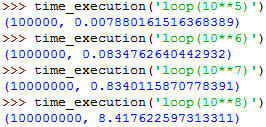 >>> time_execution('loop(10**5)')
(100000, 0.007880161516368389)
>>> time_execution('loop(10**6)')
(1000000, 0.0834762640442932)
>>> time_execution('loop(10**7)')
(10000000, 0.8340115870778391)
>>> time_execution('loop(10**8)')
(100000000, 8.417622597313311)